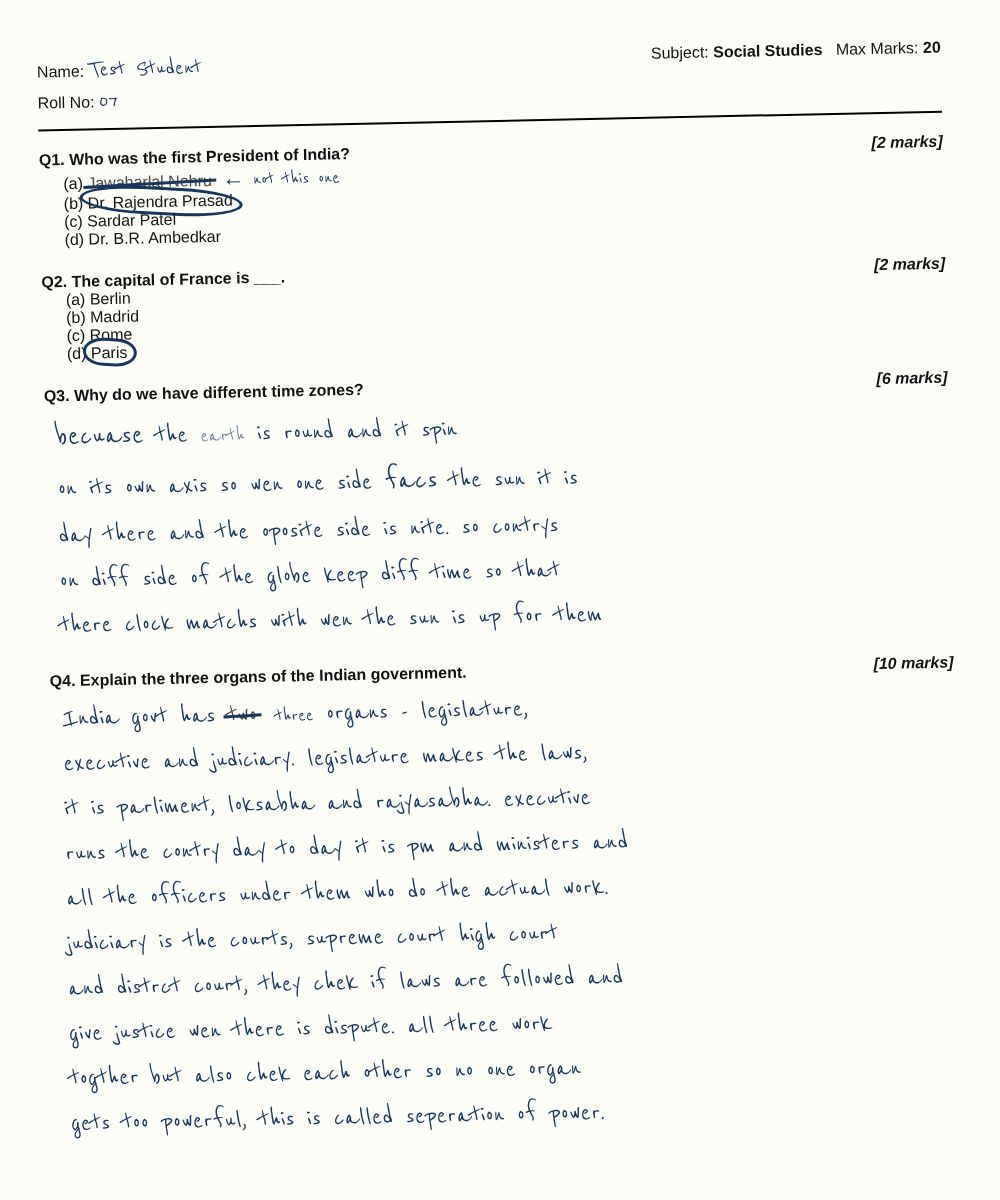 Name: Test Student
Subject: Social Studies Max Marks: 20
Roll No: 07
Q1. Who was the first President of India? [2 marks]
(a) Jawaharlal Nehru ← not this one
(b) Dr. Rajendra Prasad
(c) Sardar Patel
(d) Dr. B.R. Ambedkar
Q2. The capital of France is ___. [2 marks]
(a) Berlin
(b) Madrid
(c) Rome
(d) Paris
Q3. Why do we have different time zones? [6 marks]
becuase the earth is round and it spin
on its own axis so wen one side facs the sun it is
day there and the oposite side is nite. so contrys
on diff side of the globe keep diff time so that
there clock matchs with wen the sun is up for them
Q4. Explain the three organs of the Indian government. [10 marks]
India govt has two three organs - legislature,
executive and judiciary. legislature makes the laws,
it is parliment, loksabha and rajyasabha. executive
runs the contry day to day it is pm and ministers and
all the officers under them who do the actual work.
judiciary is the courts, supreme court high court
and distrct court, they chek if laws are followed and
give justice wen there is dispute. all three work
togther but also chek each other so no one organ
gets too powerful, this is called seperation of power.